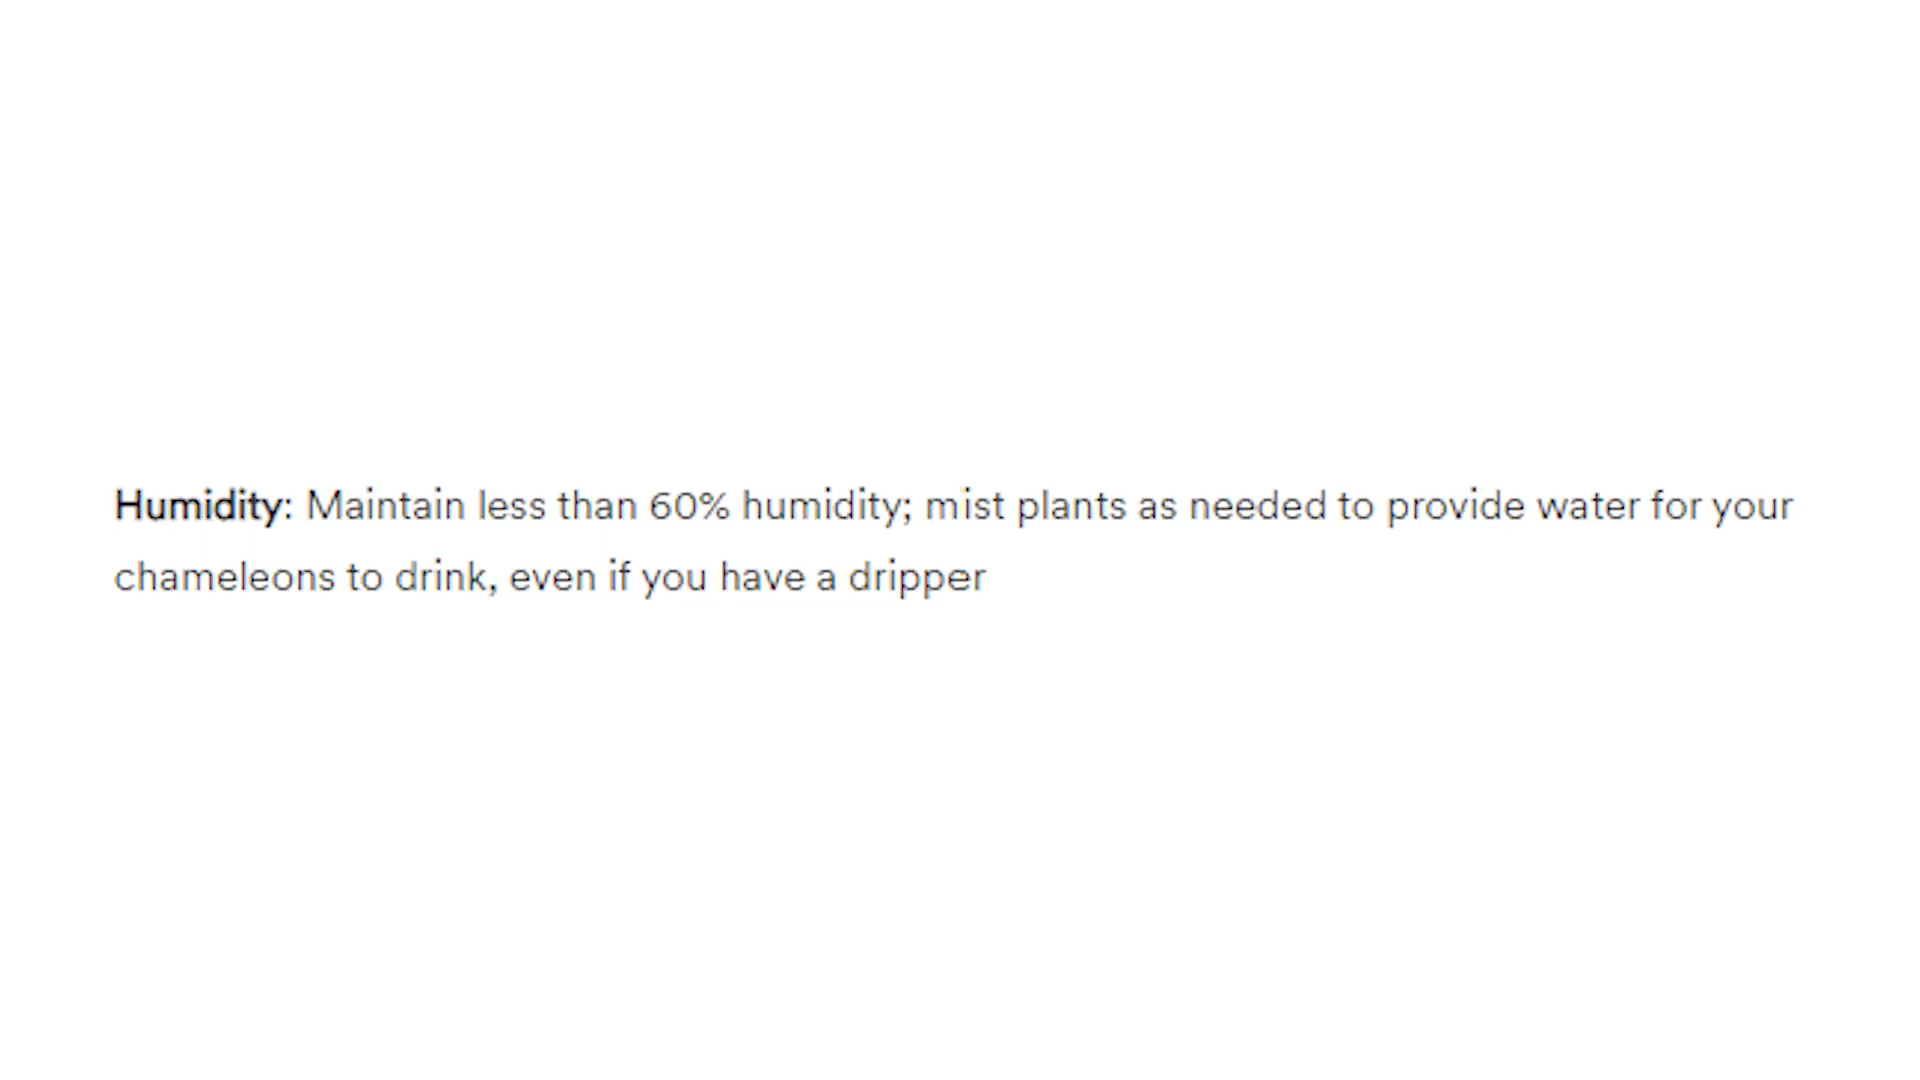 Humidity: Maintain less than 60% humidity; mist plants as needed to provide water for your
chameleons to drink, even if you have a dripper